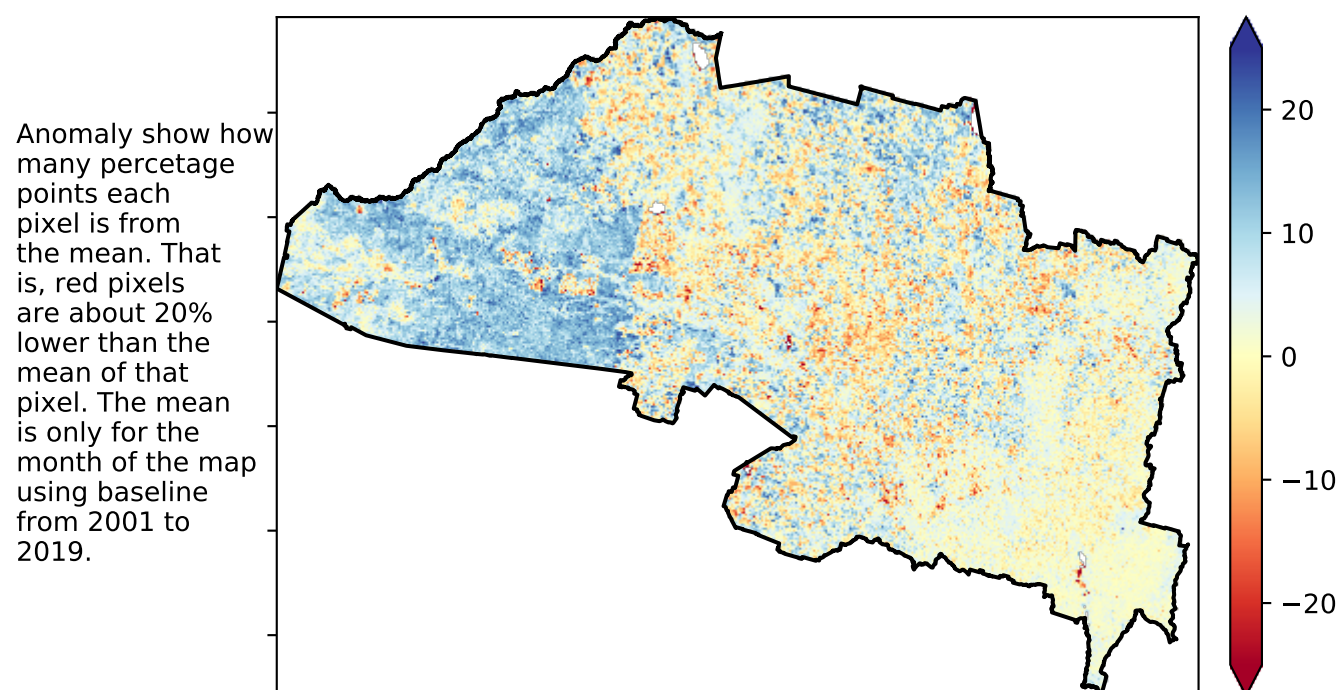 Anomaly show how
many percetage
points each
pixel is from
the mean. That
is, red pixels
are about 20%
lower than the
mean of that
pixel. The mean
is only for the
month of the map
using baseline
from 2001 to
2019.
20
10
0
−10
−20